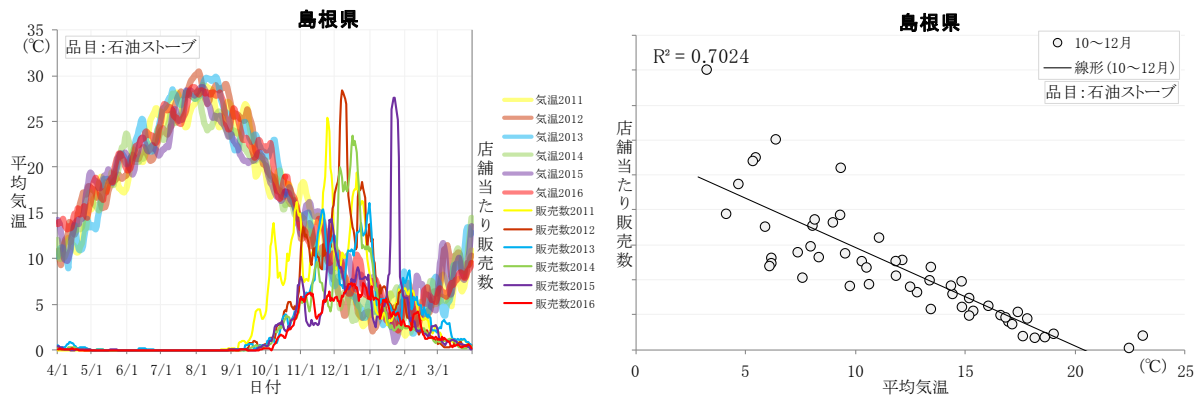 島根県
(℃)
品目：石油ストーブ
35
30
25
20
15
10
5
0
平均気温
4/1 5/1 6/1 7/1 8/1 9/1 10/1 11/1 12/1 1/1 2/1 3/1
日付
店舗当たり販売数
気温2011
気温2012
気温2013
気温2014
気温2015
気温2016
販売数2011
販売数2012
販売数2013
販売数2014
販売数2015
販売数2016
島根県
R² = 0.7024
10～12月
線形 (10～12月)
品目：石油ストーブ
店舗当たり販売数
0 5 10 15 20 25
(℃)
平均気温